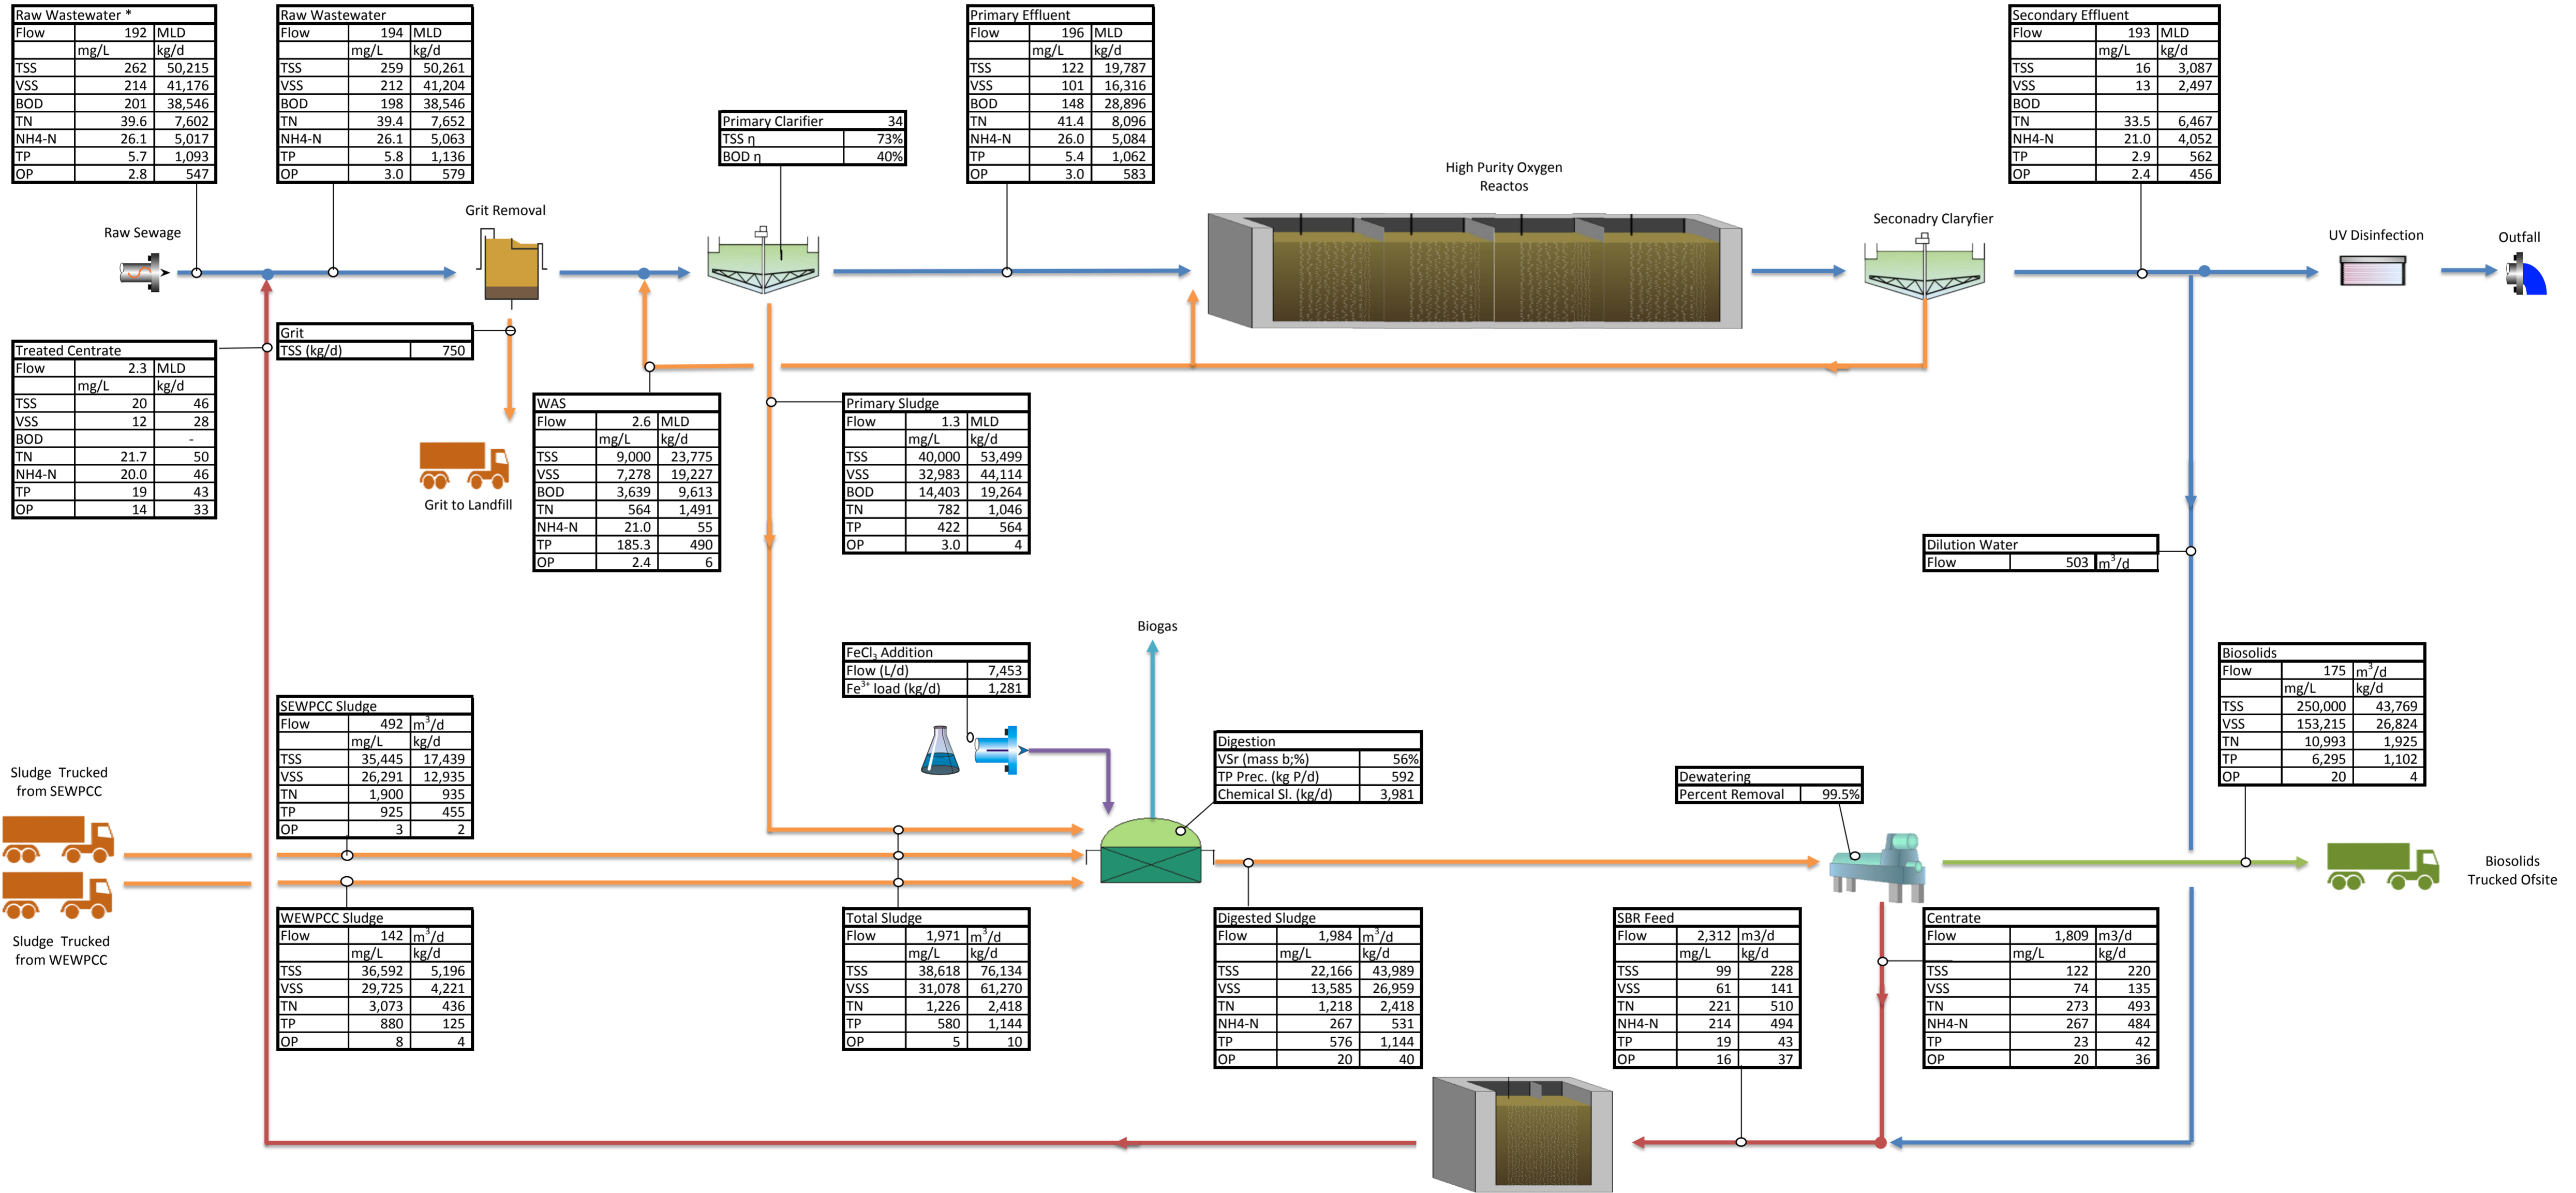 Raw Wastewater *
Flow 192 MLD
mg/L kg/d
TSS 262 50,215
VSS 214 41,176
BOD 201 38,546
TN 39.6 7,602
NH4-N 26.1 5,017
TP 5.7 1,093
OP 2.8 547
Raw Wastewater
Flow 194 MLD
mg/L kg/d
TSS 259 50,261
VSS 212 41,204
BOD 198 38,546
TN 39.4 7,652
NH4-N 26.1 5,063
TP 5.8 1,136
OP 3.0 579
Primary Clarifier 34
TSS η 73%
BOD η 40%
Primary Effluent
Flow 196 MLD
mg/L kg/d
TSS 122 19,787
VSS 101 16,316
BOD 148 28,896
TN 41.4 8,096
NH4-N 26.0 5,084
TP 5.4 1,062
OP 3.0 583
Secondary Effluent
Flow 193 MLD
mg/L kg/d
TSS 16 3,087
VSS 13 2,497
BOD
TN 33.5 6,467
NH4-N 21.0 4,052
TP 2.9 562
OP 2.4 456
High Purity Oxygen
Reactos
Grit Removal
Raw Sewage
Seconadry Claryfier
UV Disinfection
Outfall
Grit
TSS (kg/d) 750
Treated Centrate
Flow 2.3 MLD
mg/L kg/d
TSS 20 46
VSS 12 28
BOD -
TN 21.7 50
NH4-N 20.0 46
TP 19 43
OP 14 33
Grit to Landfill
WAS
Flow 2.6 MLD
mg/L kg/d
TSS 9,000 23,775
VSS 7,278 19,227
BOD 3,639 9,613
TN 564 1,491
NH4-N 21.0 55
TP 185.3 490
OP 2.4 6
Primary Sludge
Flow 1.3 MLD
mg/L kg/d
TSS 40,000 53,499
VSS 32,983 44,114
BOD 14,403 19,264
TN 782 1,046
TP 422 564
OP 3.0 4
Dilution Water
Flow 503 m³/d
Biogas
FeCl₃ Addition
Flow (L/d) 7,453
Fe³⁺ load (kg/d) 1,281
Biosolids
Flow 175 m³/d
mg/L kg/d
TSS 250,000 43,769
VSS 153,215 26,824
TN 10,993 1,925
TP 6,295 1,102
OP 20 4
SEWPCC Sludge
Flow 492 m³/d
mg/L kg/d
TSS 35,445 17,439
VSS 26,291 12,935
TN 1,900 935
TP 925 455
OP 3 2
Digestion
VSr (mass b;%) 56%
TP Prec. (kg P/d) 592
Chemical Sl. (kg/d) 3,981
Dewatering
Percent Removal 99.5%
Sludge Trucked
from SEWPCC
Sludge Trucked
from WEWPCC
Biosolids
Trucked Ofsite
WEWPCC Sludge
Flow 142 m³/d
mg/L kg/d
TSS 36,592 5,196
VSS 29,725 4,221
TN 3,073 436
TP 880 125
OP 8 4
Total Sludge
Flow 1,971 m³/d
mg/L kg/d
TSS 38,618 76,134
VSS 31,078 61,270
TN 1,226 2,418
TP 580 1,144
OP 5 10
Digested Sludge
Flow 1,984 m³/d
mg/L kg/d
TSS 22,166 43,989
VSS 13,585 26,959
TN 1,218 2,418
NH4-N 267 531
TP 576 1,144
OP 20 40
SBR Feed
Flow 2,312 m3/d
mg/L kg/d
TSS 99 228
VSS 61 141
TN 221 510
NH4-N 214 494
TP 19 43
OP 16 37
Centrate
Flow 1,809 m3/d
mg/L kg/d
TSS 122 220
VSS 74 135
TN 273 493
NH4-N 267 484
TP 23 42
OP 20 36